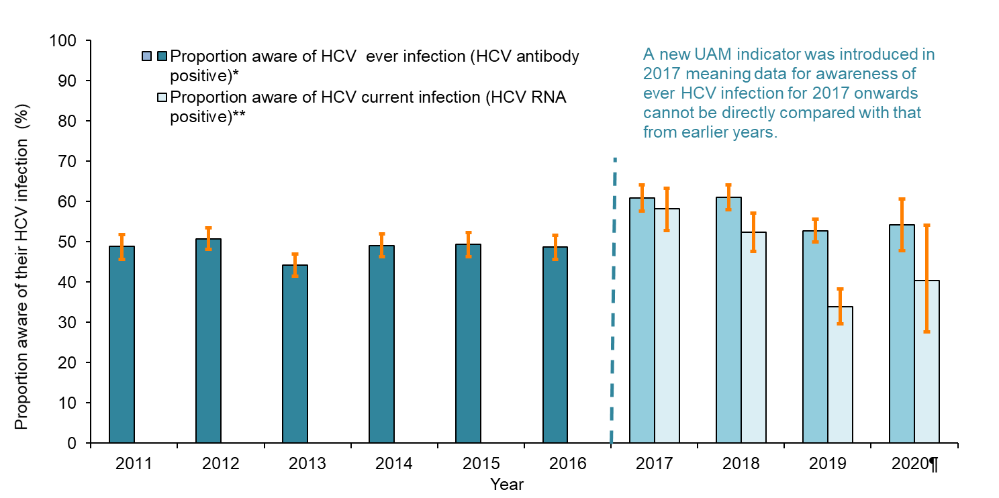 100
90
80
70
60
50
40
30
20
10
0
Proportion aware of their HCV infection (%)
Proportion aware of HCV ever infection (HCV antibody
positive)*
Proportion aware of HCV current infection (HCV RNA
positive)**
A new UAM indicator was introduced in
2017 meaning data for awareness of
ever HCV infection for 2017 onwards
cannot be directly compared with that
from earlier years.
2011 2012 2013 2014 2015 2016 2017 2018 2019 2020¶
Year